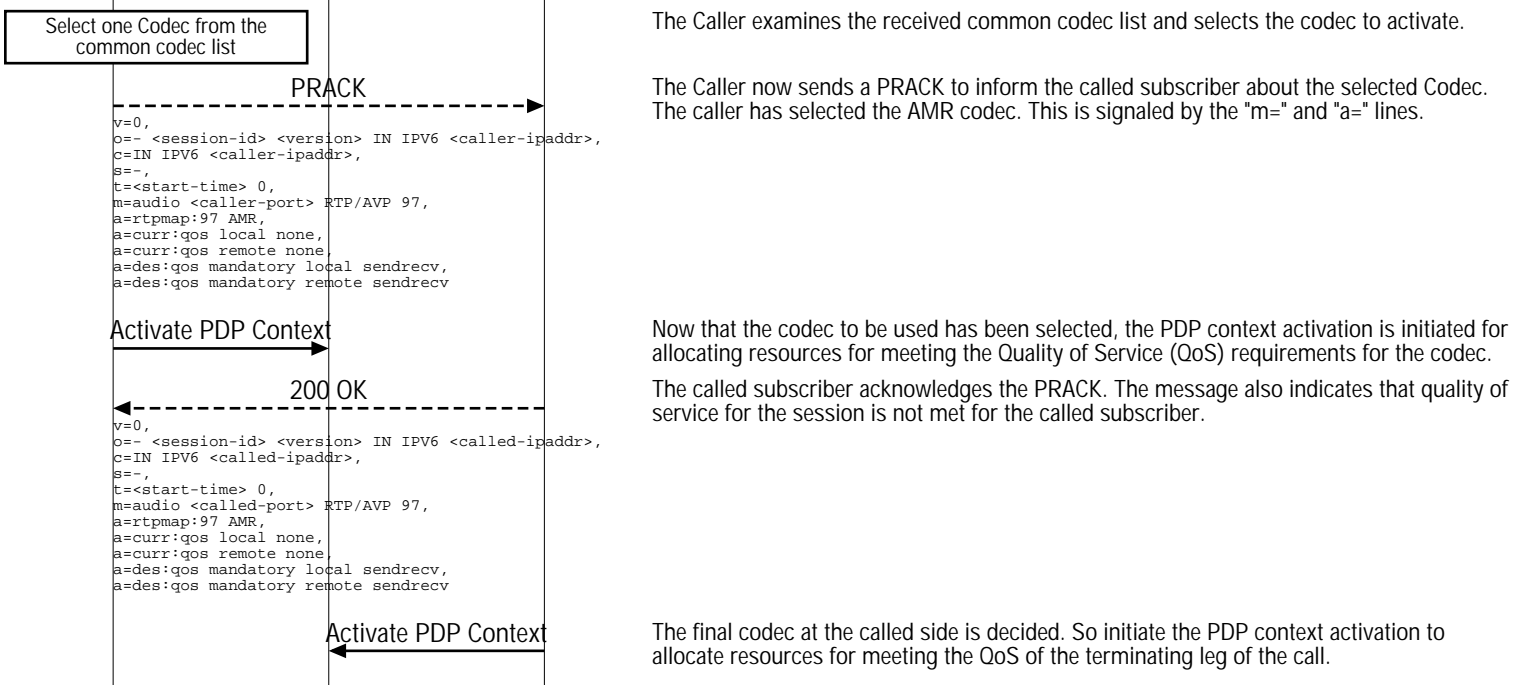 Select one Codec from the
common codec list
The Caller examines the received common codec list and selects the codec to activate.
PRACK
The Caller now sends a PRACK to inform the called subscriber about the selected Codec.
The caller has selected the AMR codec. This is signaled by the "m=" and "a=" lines.
v=0,
o=- <session-id> <version> IN IPV6 <caller-ipaddr>,
c=IN IPV6 <caller-ipaddr>,
s=-,
t=<start-time> 0,
m=audio <caller-port> RTP/AVP 97,
a=rtpmap:97 AMR,
a=curr:qos local none,
a=curr:qos remote none,
a=des:qos mandatory local sendrecv,
a=des:qos mandatory remote sendrecv
Activate PDP Context
Now that the codec to be used has been selected, the PDP context activation is initiated for
allocating resources for meeting the Quality of Service (QoS) requirements for the codec.
200 OK
The called subscriber acknowledges the PRACK. The message also indicates that quality of
service for the session is not met for the called subscriber.
v=0,
o=- <session-id> <version> IN IPV6 <called-ipaddr>,
c=IN IPV6 <called-ipaddr>,
s=-,
t=<start-time> 0,
m=audio <called-port> RTP/AVP 97,
a=rtpmap:97 AMR,
a=curr:qos local none,
a=curr:qos remote none,
a=des:qos mandatory local sendrecv,
a=des:qos mandatory remote sendrecv
Activate PDP Context
The final codec at the called side is decided. So initiate the PDP context activation to
allocate resources for meeting the QoS of the terminating leg of the call.